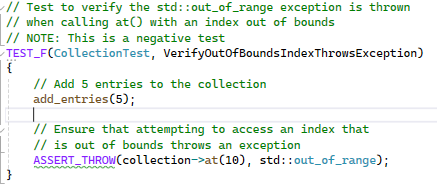 // Test to verify the std::out_of_range exception is thrown
// when calling at() with an index out of bounds
// NOTE: This is a negative test
TEST_F(CollectionTest, VerifyOutOfBoundsIndexThrowsException)
{
    // Add 5 entries to the collection
    add_entries(5);
    // Ensure that attempting to access an index that
    // is out of bounds throws an exception
    ASSERT_THROW(collection->at(10), std::out_of_range);
}